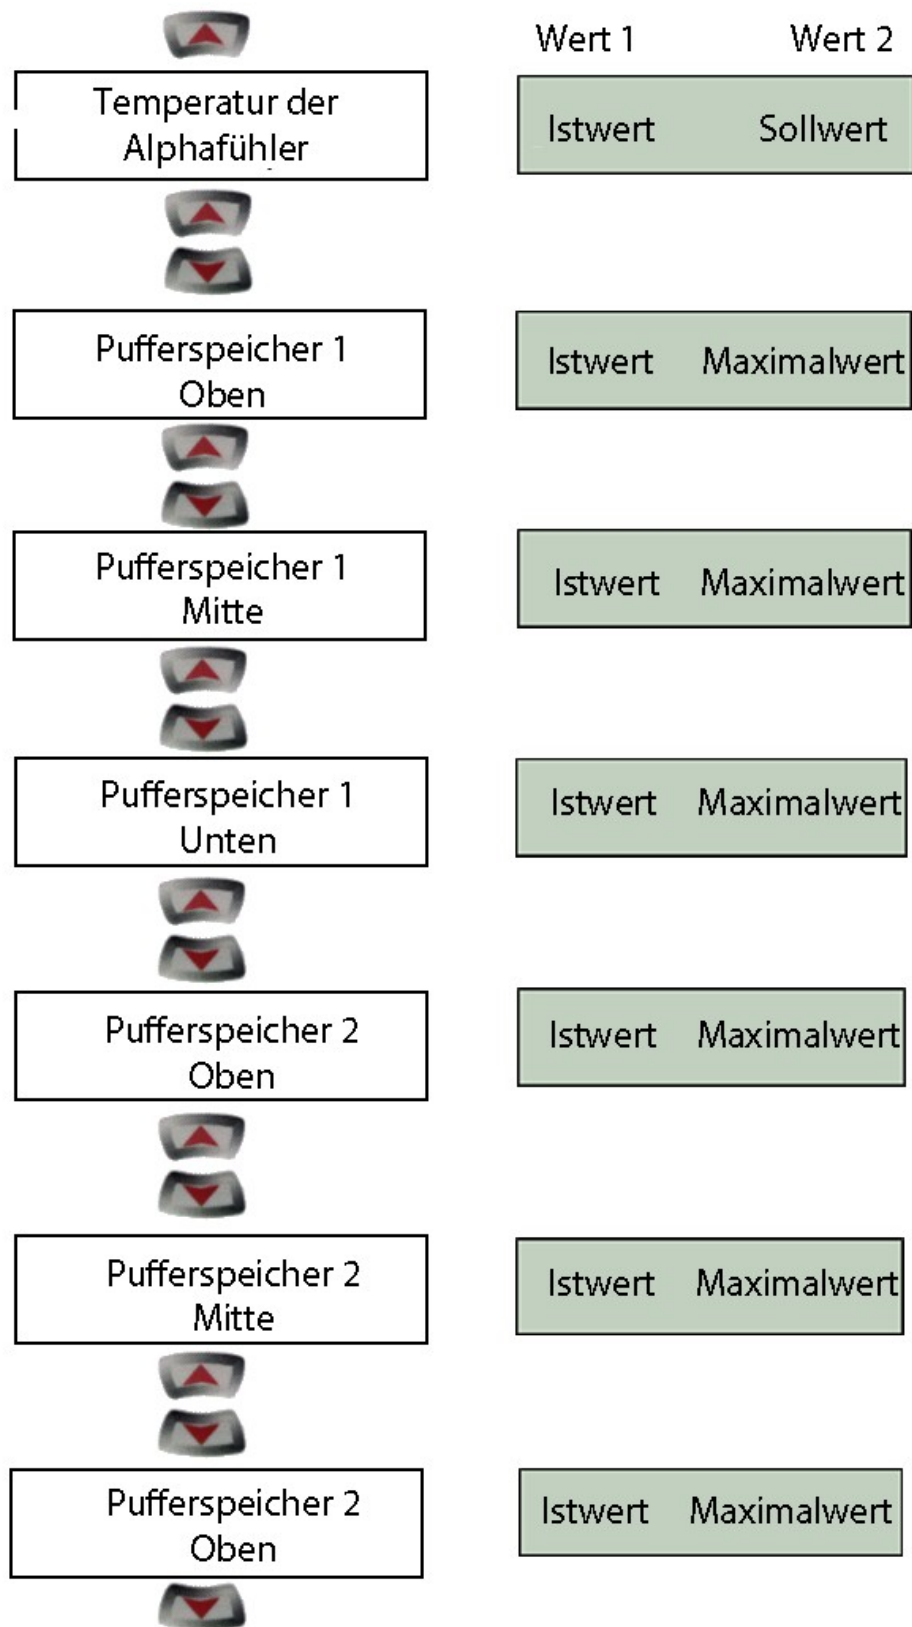 Wert 1 Wert 2
Temperatur der
Alphafühler
Istwert Sollwert
Pufferspeicher 1
Oben
Istwert Maximalwert
Pufferspeicher 1
Mitte
Istwert Maximalwert
Pufferspeicher 1
Unten
Istwert Maximalwert
Pufferspeicher 2
Oben
Istwert Maximalwert
Pufferspeicher 2
Mitte
Istwert Maximalwert
Pufferspeicher 2
Oben
Istwert Maximalwert